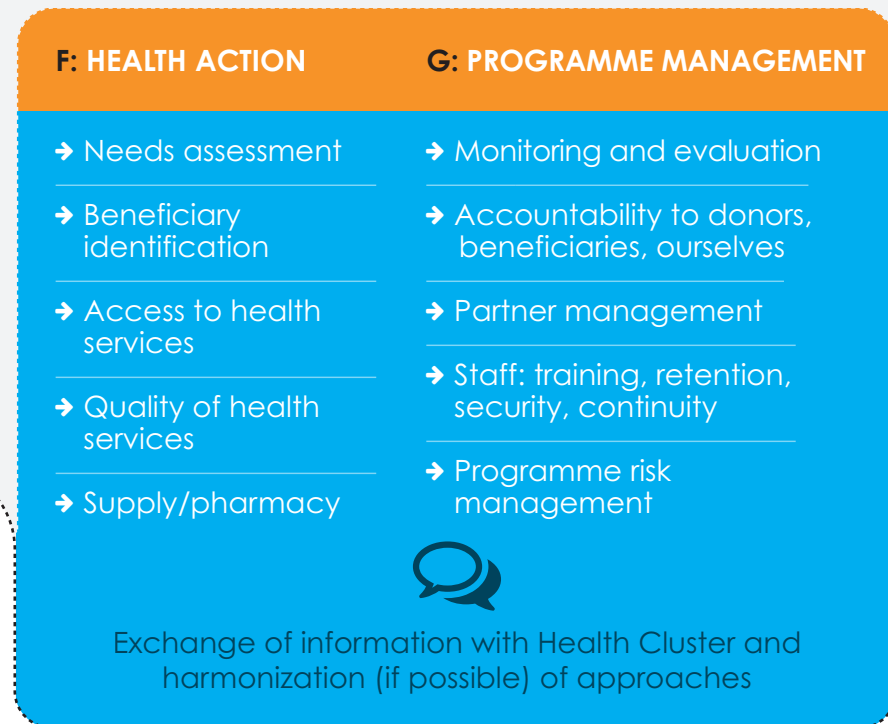 F: HEALTH ACTION
→ Needs assessment
→ Beneficiary
identification
→ Access to health
services
→ Quality of health
services
→ Supply/pharmacy
G: PROGRAMME MANAGEMENT
→ Monitoring and evaluation
→ Accountability to donors,
beneficiaries, ourselves
→ Partner management
→ Staff: training, retention,
security, continuity
→ Programme risk
management
Exchange of information with Health Cluster and
harmonization (if possible) of approaches